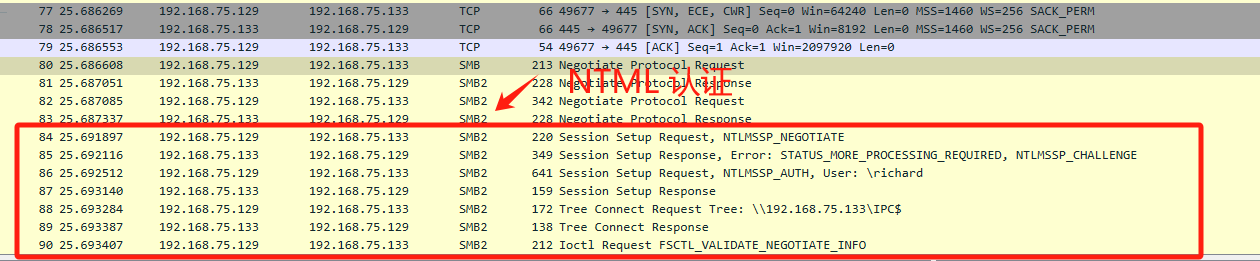 77 25.686269 192.168.75.129 192.168.75.133 TCP 66 49677 → 445 [SYN, ECE, CWR] Seq=0 Win=64240 Len=0 MSS=1460 WS=256 SACK_PERM
78 25.686517 192.168.75.133 192.168.75.129 TCP 66 445 → 49677 [SYN, ACK] Seq=0 Ack=1 Win=8192 Len=0 MSS=1460 WS=256 SACK_PERM
79 25.686553 192.168.75.129 192.168.75.133 TCP 54 49677 → 445 [ACK] Seq=1 Ack=1 Win=2097920 Len=0
80 25.686608 192.168.75.129 192.168.75.133 SMB 213 Negotiate Protocol Request
NTML 认证
81 25.687051 192.168.75.133 192.168.75.129 SMB2 228 Negotiate Protocol Response
82 25.687085 192.168.75.129 192.168.75.133 SMB2 342 Negotiate Protocol Request
83 25.687337 192.168.75.133 192.168.75.129 SMB2 228 Negotiate Protocol Response
84 25.691897 192.168.75.129 192.168.75.133 SMB2 220 Session Setup Request, NTLMSSP_NEGOTIATE
85 25.692116 192.168.75.133 192.168.75.129 SMB2 349 Session Setup Response, Error: STATUS_MORE_PROCESSING_REQUIRED, NTLMSSP_CHALLENGE
86 25.692512 192.168.75.129 192.168.75.133 SMB2 641 Session Setup Request, NTLMSSP_AUTH, User: \richard
87 25.693140 192.168.75.133 192.168.75.129 SMB2 159 Session Setup Response
88 25.693284 192.168.75.129 192.168.75.133 SMB2 172 Tree Connect Request Tree: \\192.168.75.133\IPC$
89 25.693387 192.168.75.133 192.168.75.129 SMB2 138 Tree Connect Response
90 25.693407 192.168.75.129 192.168.75.133 SMB2 212 Ioctl Request FSCTL_VALIDATE_NEGOTIATE_INFO